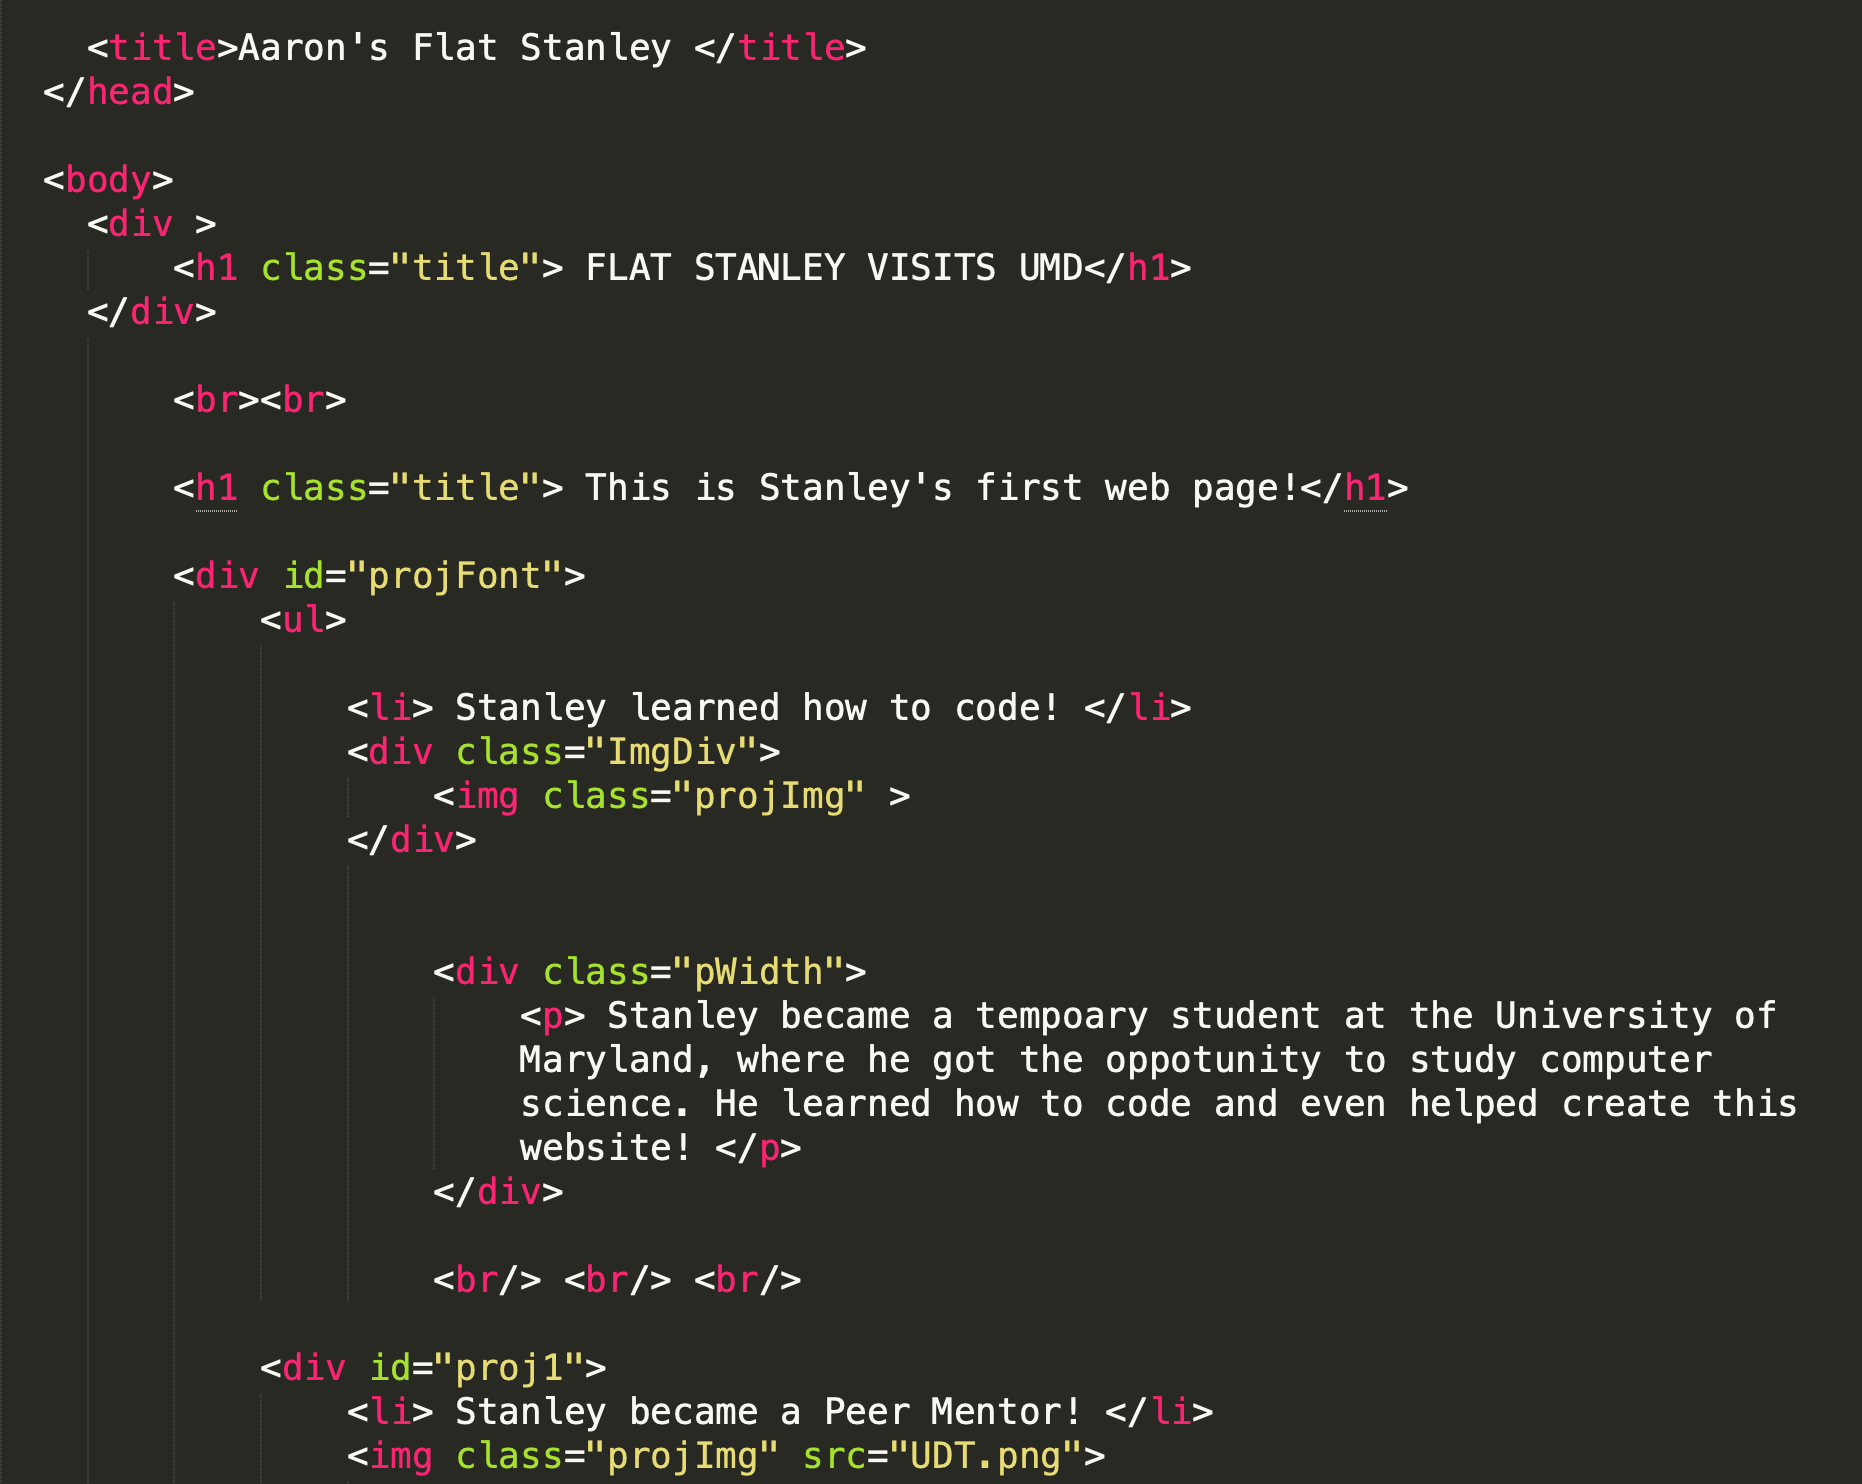 <title>Aaron's Flat Stanley </title>
</head>
<body>
<div >
<h1 class="title"> FLAT STANLEY VISITS UMD</h1>
</div>
<br><br>
<h1 class="title"> This is Stanley's first web page!</h1>
<div id="projFont">
<ul>
<li> Stanley learned how to code! </li>
<div class="ImgDiv">
<img class="projImg" >
</div>
<div class="pWidth">
<p> Stanley became a tempoary student at the University of
Maryland, where he got the oppotunity to study computer
science. He learned how to code and even helped create this
website! </p>
</div>
<br/> <br/> <br/>
<div id="proj1">
<li> Stanley became a Peer Mentor! </li>
<img class="projImg" src="UDT.png">